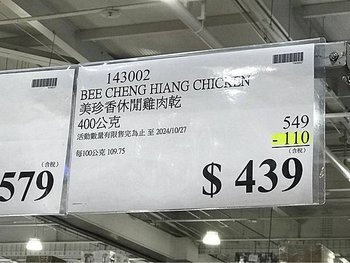 143002
BEE CHENG HIANG CHICKEN
美珍香休閒雞肉乾
400公克
活動數量有限售完為止 至 2024/10/27
每100公克 109.75
549
-110
(含稅)
$ 439
(含稅)
579